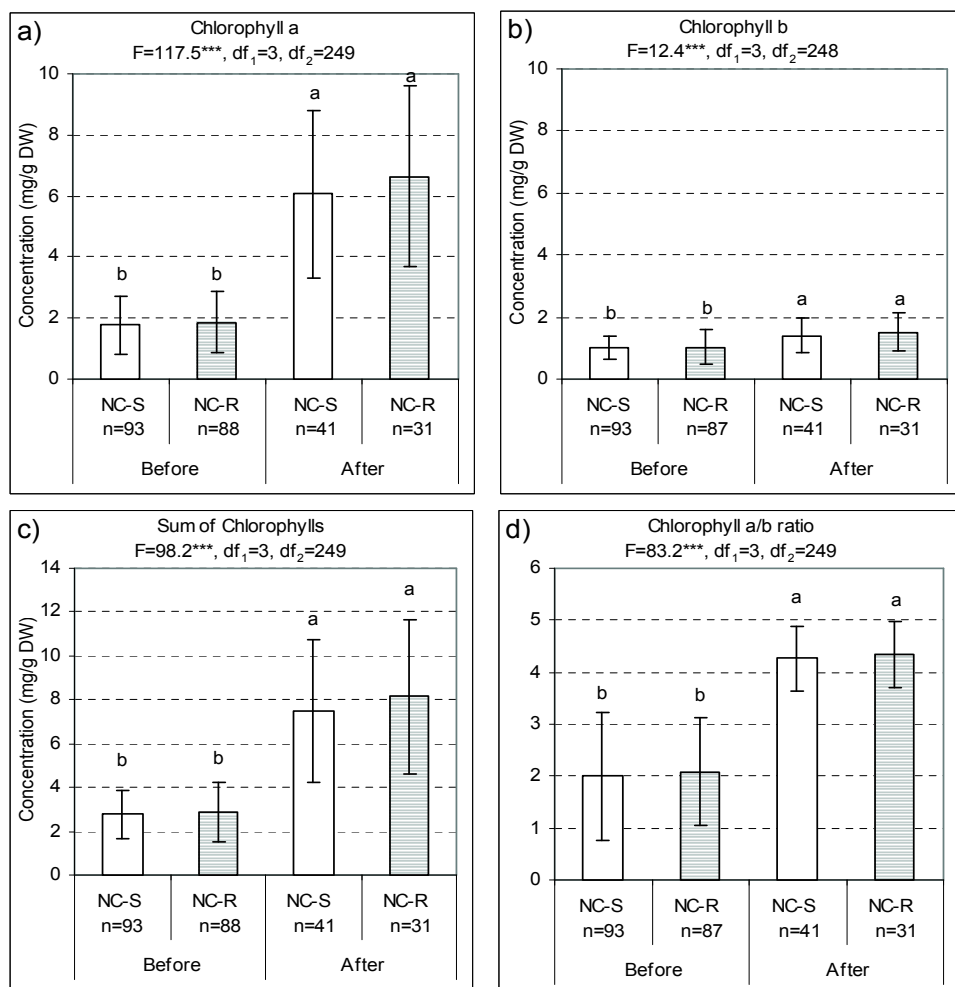 a)
Chlorophyll a
F=117.5***, df₁=3, df₂=249
Concentration (mg/g DW)
10
8
6
4
2
0
b
b
a
a
NC-S NC-R NC-S NC-R
n=93 n=88 n=41 n=31
Before After
b)
Chlorophyll b
F=12.4***, df₁=3, df₂=248
Concentration (mg/g DW)
10
8
6
4
2
0
b
b
a
a
NC-S NC-R NC-S NC-R
n=93 n=87 n=41 n=31
Before After
c)
Sum of Chlorophylls
F=98.2***, df₁=3, df₂=249
Concentration (mg/g DW)
14
12
10
8
6
4
2
0
b
b
a
a
NC-S NC-R NC-S NC-R
n=93 n=88 n=41 n=31
Before After
d)
Chlorophyll a/b ratio
F=83.2***, df₁=3, df₂=249
6
5
4
3
2
1
0
b
b
a
a
NC-S NC-R NC-S NC-R
n=93 n=87 n=41 n=31
Before After